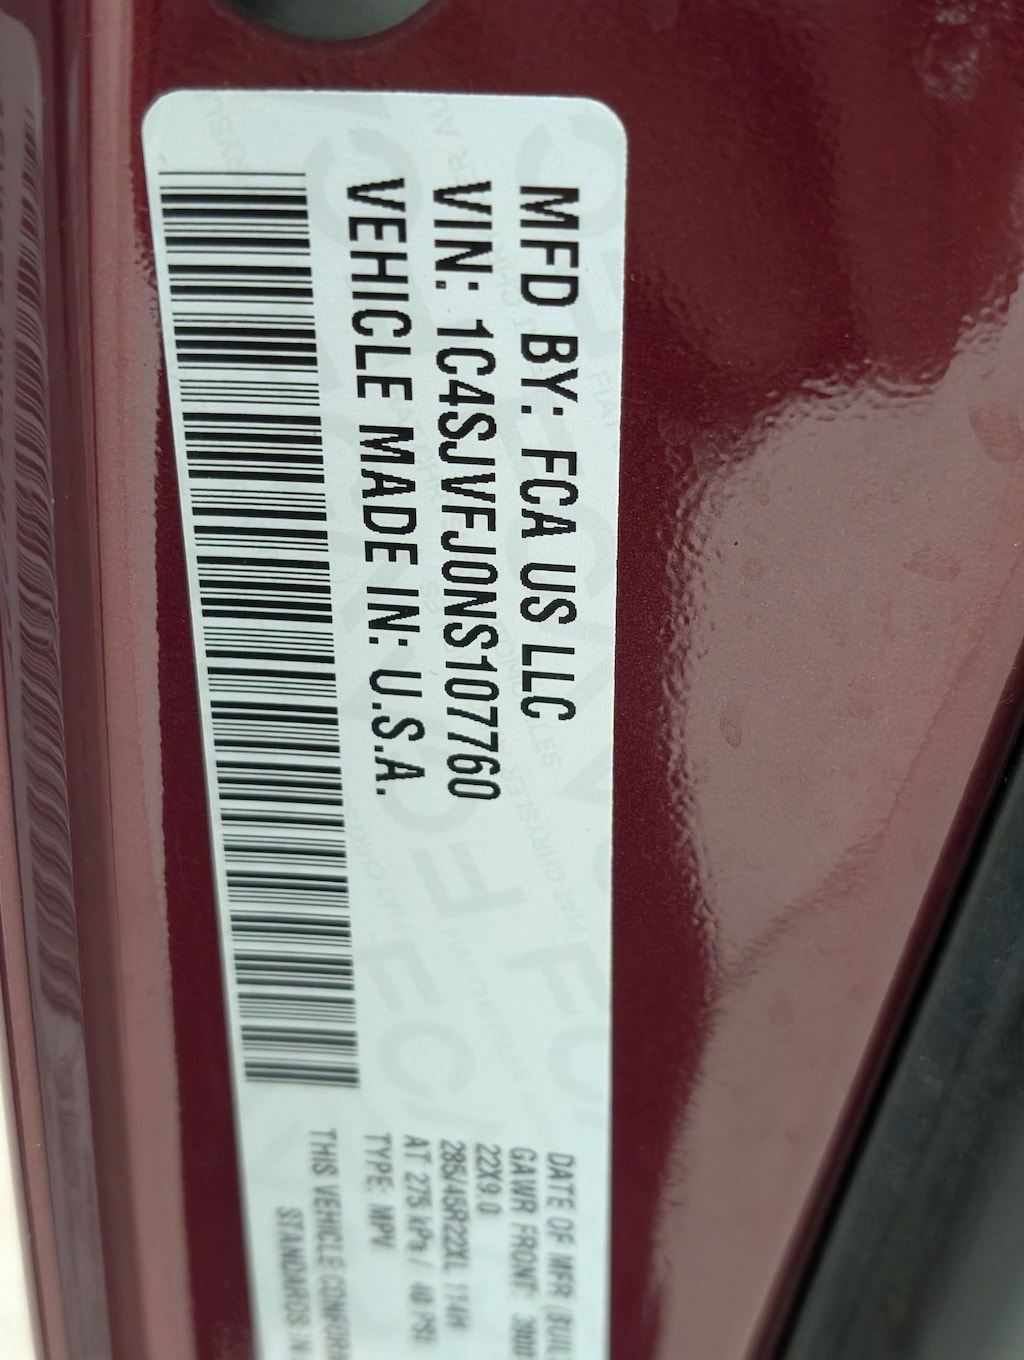 MFD BY: FCA US LLC
VIN: 1C4SJVFJ0NS107760
VEHICLE MADE IN: U.S.A.
DATE OF MFR
GAWR FRONT:
22X9.0
285/45R22XL 114H
AT 275 kPa / 40 PSI
TYPE: MPV
THIS VEHICLE
STANDARDS IN